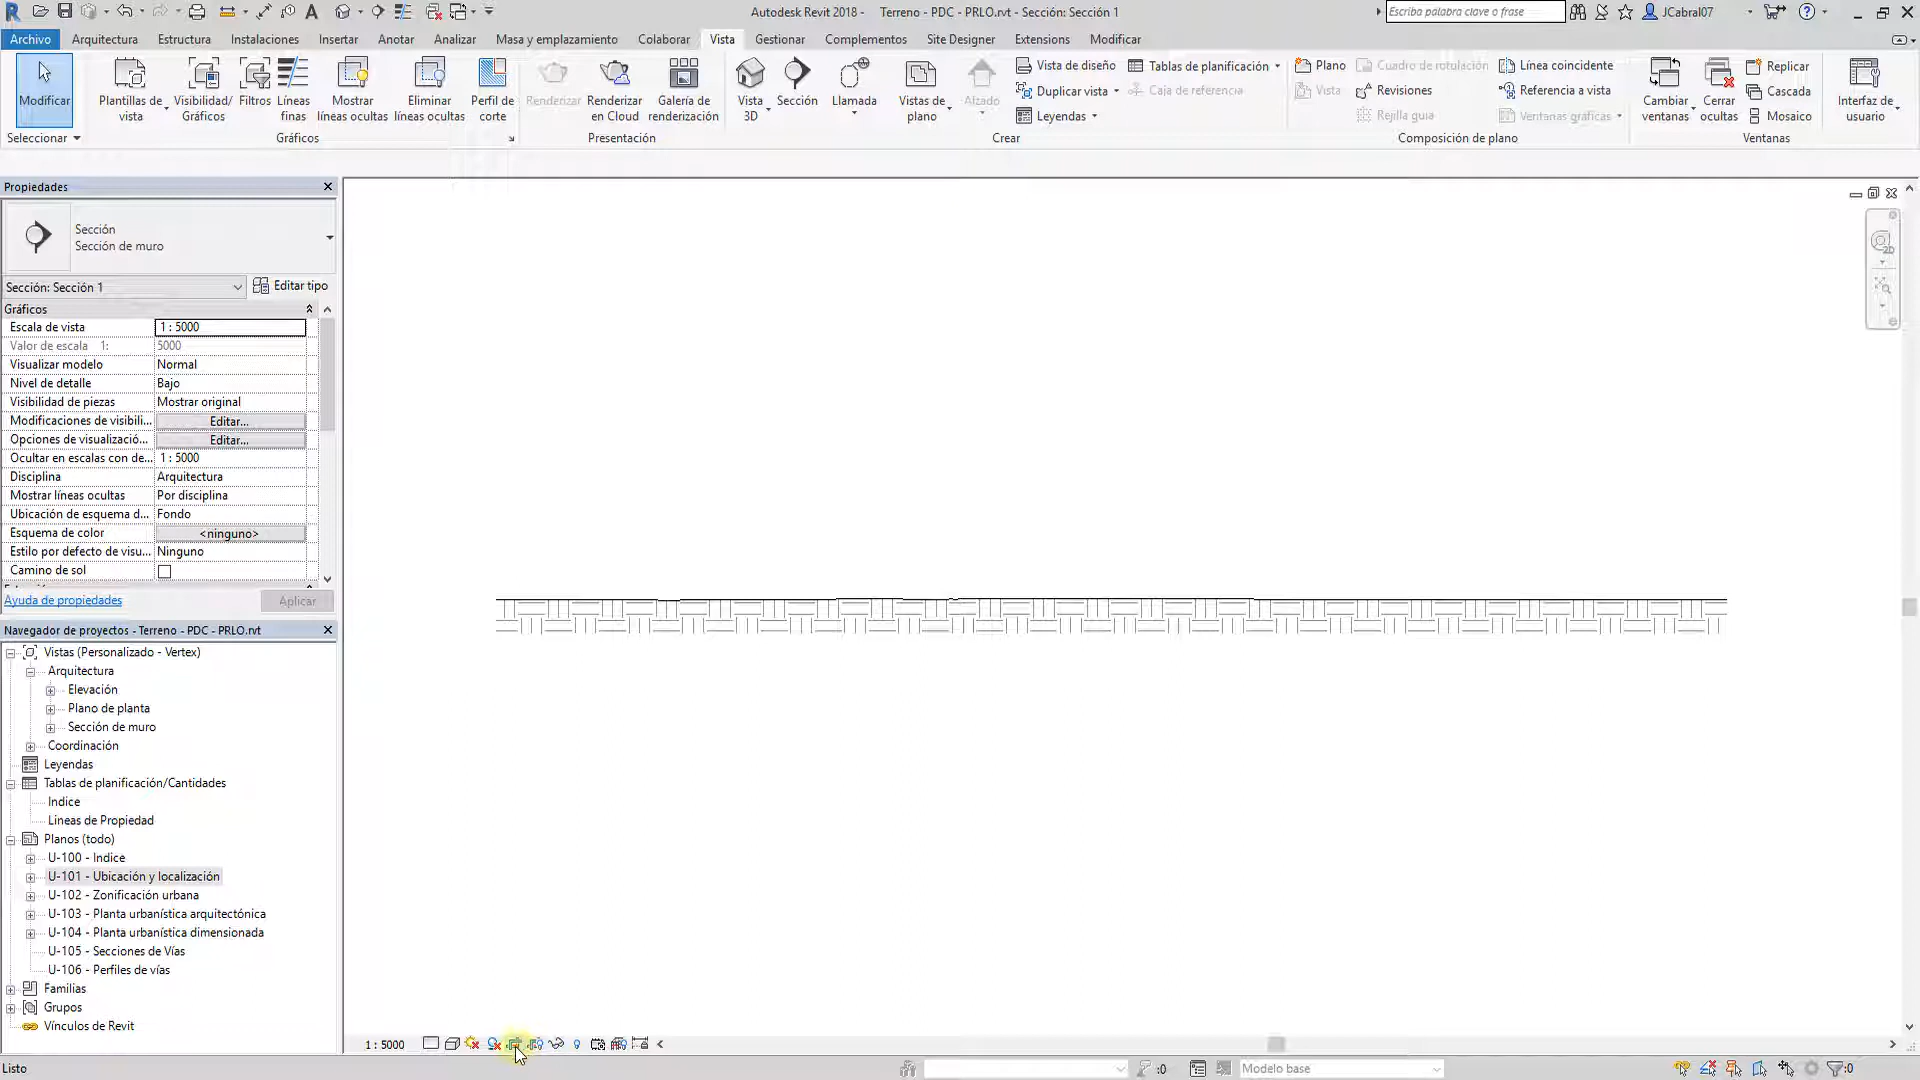 Autodesk Revit 2018 - Terreno - PDC - PRLO.rvt - Sección: Sección 1
Escriba palabra clave o frase
JCabral07
Archivo Arquitectura Estructura Instalaciones Insertar Anotar Analizar Masa y emplazamiento Colaborar Vista Gestionar Complementos Site Designer Extensions Modificar
Modificar
Plantillas de vista
Visibilidad/ Gráficos
Filtros
Líneas finas
Mostrar líneas ocultas
Eliminar líneas ocultas
Perfil de corte
Renderizar
Renderizar en Cloud
Galería de renderización
Vista 3D
Sección
Llamada
Vistas de plano
Alzado
Vista de diseño
Duplicar vista
Leyendas
Tablas de planificación
Caja de referencia
Plano
Vista
Cuadro de rotulación
Revisiones
Rejilla guía
Línea coincidente
Referencia a vista
Ventanas gráficas
Cambiar ventanas
Cerrar ocultas
Replicar
Cascada
Mosaico
Interfaz de usuario
Seleccionar
Gráficos
Presentación
Crear
Composición de plano
Ventanas
Propiedades
Sección
Sección de muro
Sección: Sección 1
Editar tipo
Gráficos
Escala de vista 1 : 5000
Valor de escala 1: 5000
Visualizar modelo Normal
Nivel de detalle Bajo
Visibilidad de piezas Mostrar original
Modificaciones de visibili... Editar...
Opciones de visualizació... Editar...
Ocultar en escalas con de... 1 : 5000
Disciplina Arquitectura
Mostrar líneas ocultas Por disciplina
Ubicación de esquema d... Fondo
Esquema de color <ninguno>
Estilo por defecto de visu... Ninguno
Camino de sol
Ayuda de propiedades
Aplicar
Navegador de proyectos - Terreno - PDC - PRLO.rvt
Vistas (Personalizado - Vertex)
Arquitectura
Elevación
Plano de planta
Sección de muro
Coordinación
Leyendas
Tablas de planificación/Cantidades
Indice
Lineas de Propiedad
Planos (todo)
U-100 - Indice
U-101 - Ubicación y localización
U-102 - Zonificación urbana
U-103 - Planta urbanística arquitectónica
U-104 - Planta urbanística dimensionada
U-105 - Secciones de Vías
U-106 - Perfiles de vías
Familias
Grupos
Vínculos de Revit
1 : 5000
Listo
:0
Modelo base
:0